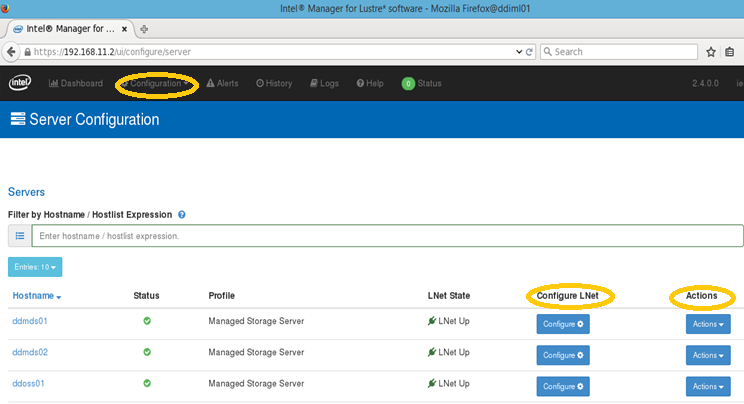 Intel® Manager for Lustre* software - Mozilla Firefox@ddiml01
Intel® Manager for ... ×
https://192.168.11.2/ui/configure/server
Search
intel Dashboard Configuration Alerts History Logs Help 0 Status 2.4.0.0 ie
Server Configuration
Servers
Filter by Hostname / Hostlist Expression ?
Enter hostname / hostlist expression.
Entries: 10
Hostname Status Profile LNet State Configure LNet Actions
ddmds01 Managed Storage Server LNet Up Configure Actions
ddmds02 Managed Storage Server LNet Up Configure Actions
ddoss01 Managed Storage Server LNet Up Configure Actions